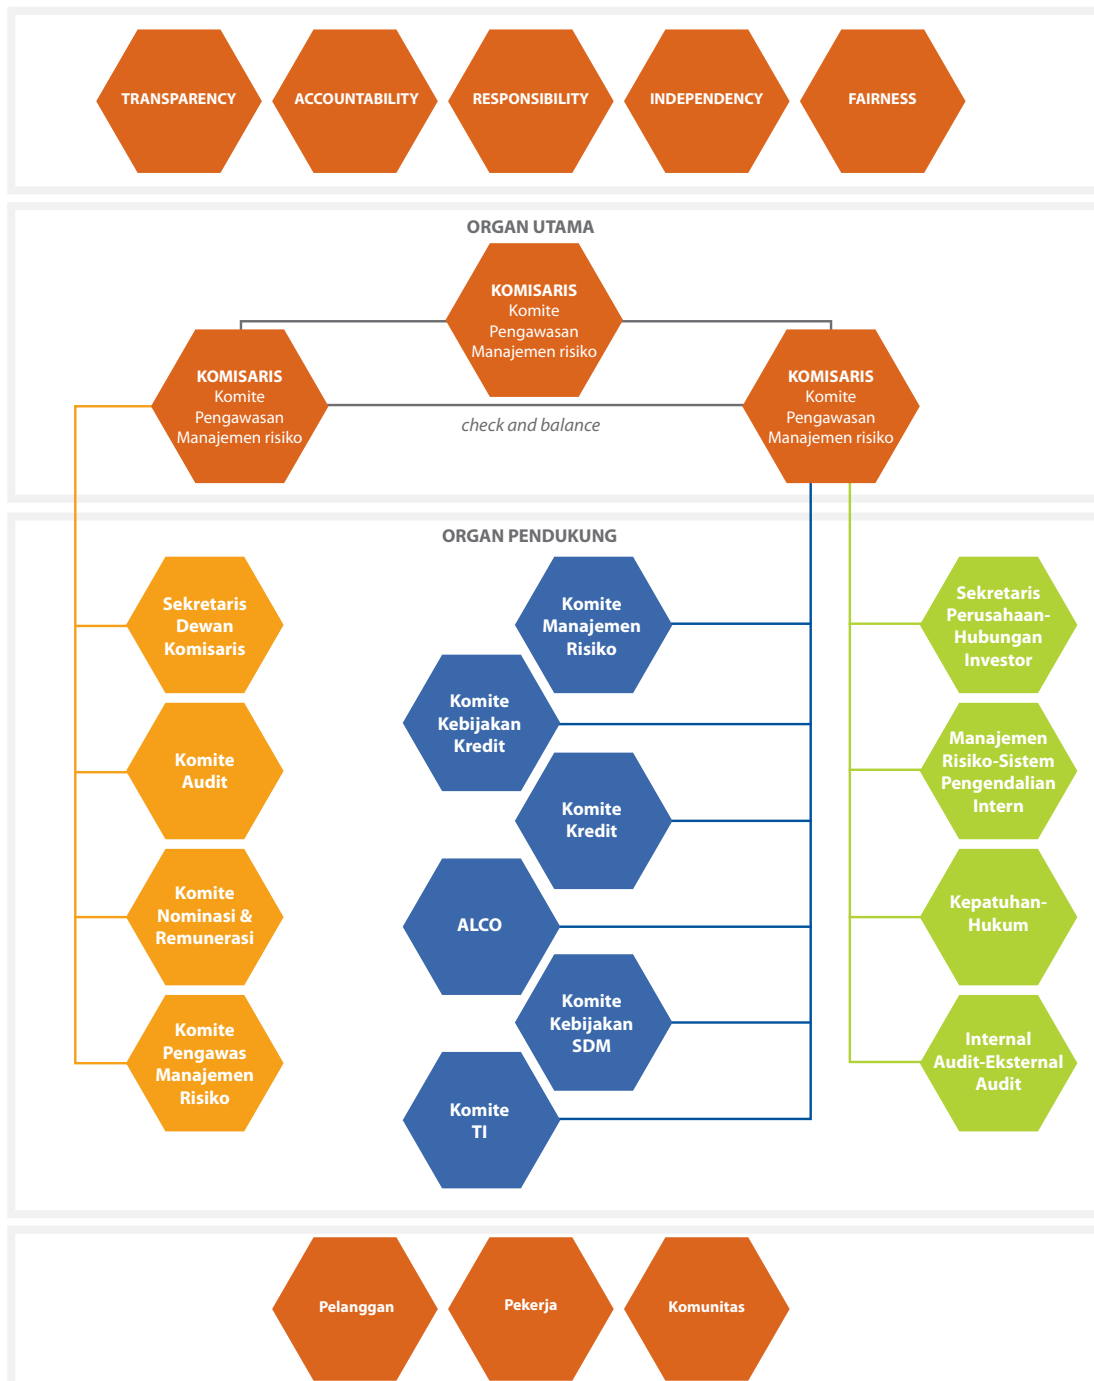 TRANSPARENCY
ACCOUNTABILITY
RESPONSIBILITY
INDEPENDENCY
FAIRNESS
ORGAN UTAMA
KOMISARIS
Komite
Pengawasan
Manajemen risiko
KOMISARIS
Komite
Pengawasan
Manajemen risiko
KOMISARIS
Komite
Pengawasan
Manajemen risiko
check and balance
ORGAN PENDUKUNG
Sekretaris
Dewan
Komisaris
Komite
Audit
Komite
Nominasi &
Remunerasi
Komite
Pengawas
Manajemen
Risiko
Komite
Manajemen
Risiko
Komite
Kebijakan
Kredit
Komite
Kredit
ALCO
Komite
Kebijakan
SDM
Komite
TI
Sekretaris
Perusahaan-
Hubungan
Investor
Manajemen
Risiko-Sistem
Pengendalian
Intern
Kepatuhan-
Hukum
Internal
Audit-Eksternal
Audit
Pelanggan
Pekerja
Komunitas